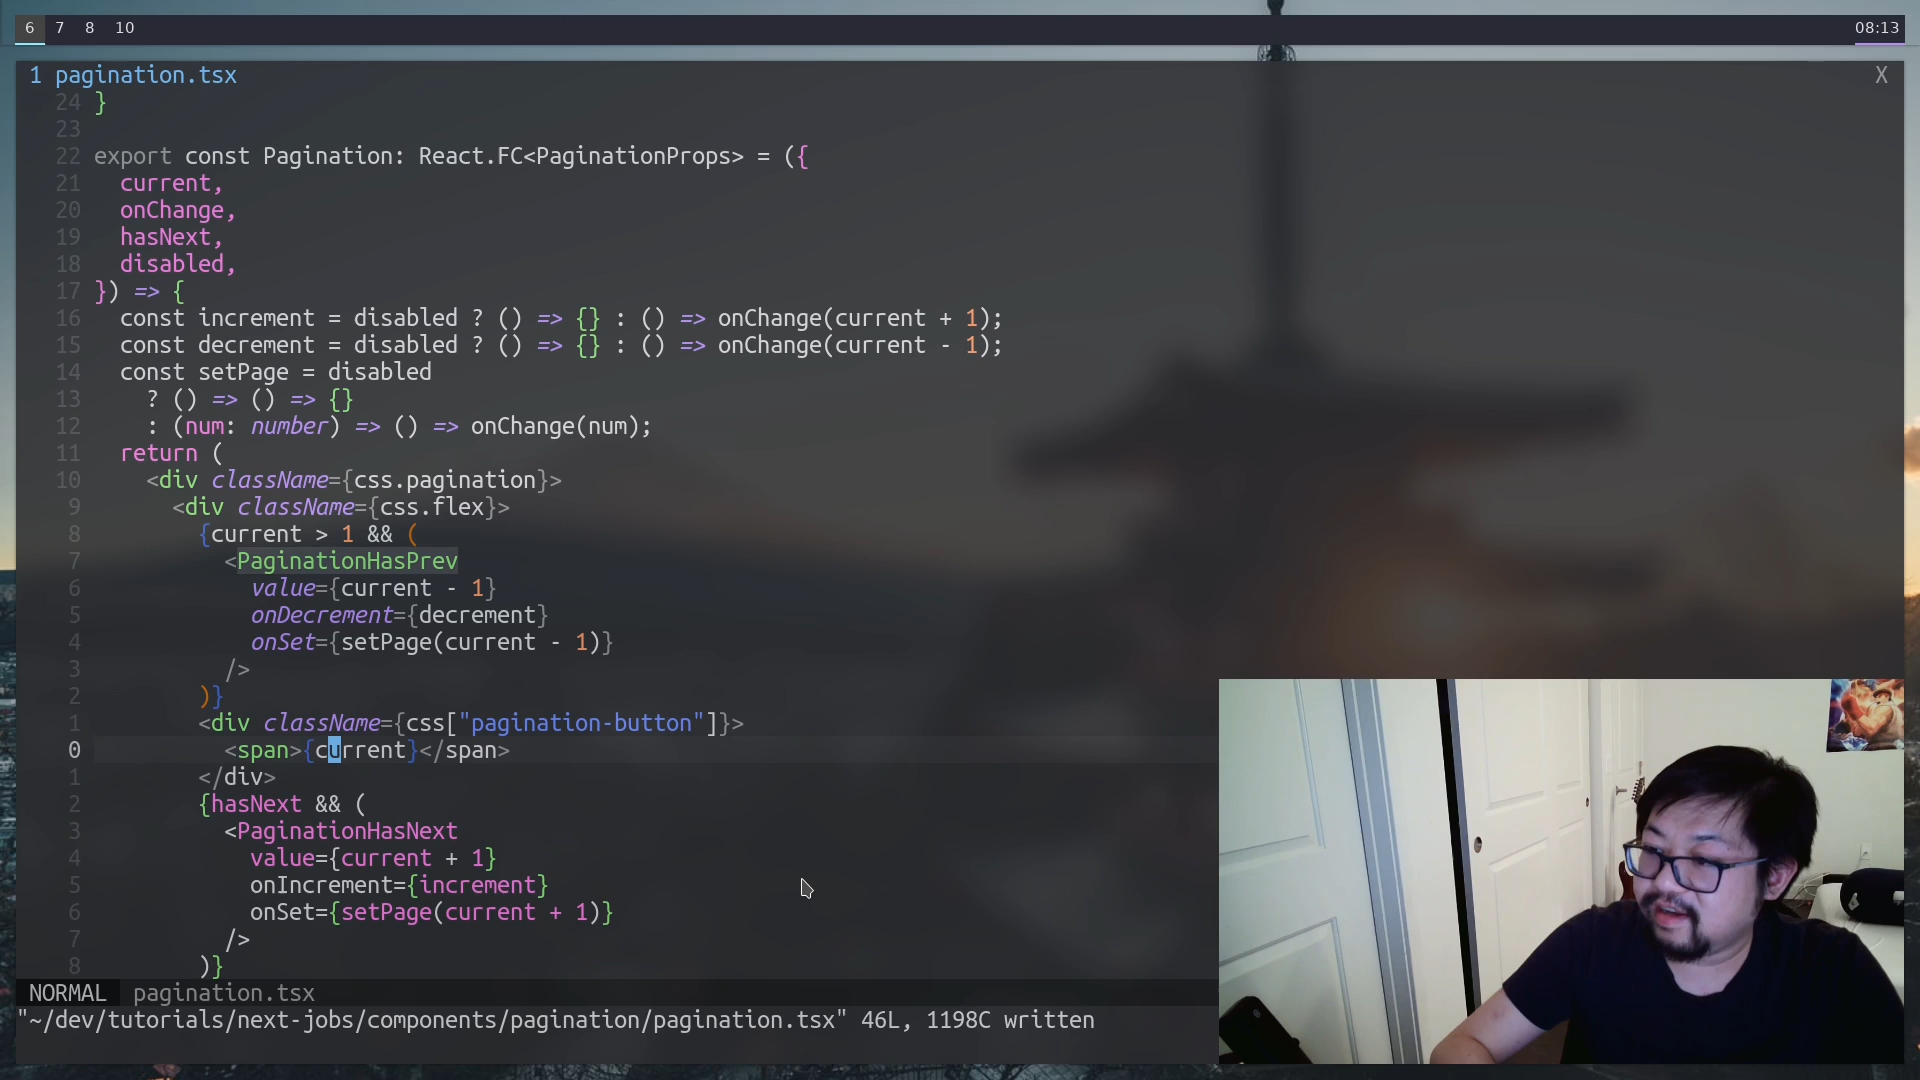 6 7 8 10 08:13
1 pagination.tsx X
24 }
23
22 export const Pagination: React.FC<PaginationProps> = ({
21   current,
20   onChange,
19   hasNext,
18   disabled,
17 }) => {
16   const increment = disabled ? () => {} : () => onChange(current + 1);
15   const decrement = disabled ? () => {} : () => onChange(current - 1);
14   const setPage = disabled
13     ? () => () => {}
12     : (num: number) => () => onChange(num);
11   return (
10     <div className={css.pagination}>
9       <div className={css.flex}>
8         {current > 1 && (
7           <PaginationHasPrev
6             value={current - 1}
5             onDecrement={decrement}
4             onSet={setPage(current - 1)}
3           />
2         )}
1         <div className={css["pagination-button"]}>
0           <span>{current}</span>
1         </div>
2         {hasNext && (
3           <PaginationHasNext
4             value={current + 1}
5             onIncrement={increment}
6             onSet={setPage(current + 1)}
7           />
8         )}
NORMAL pagination.tsx
"~/dev/tutorials/next-jobs/components/pagination/pagination.tsx" 46L, 1198C written